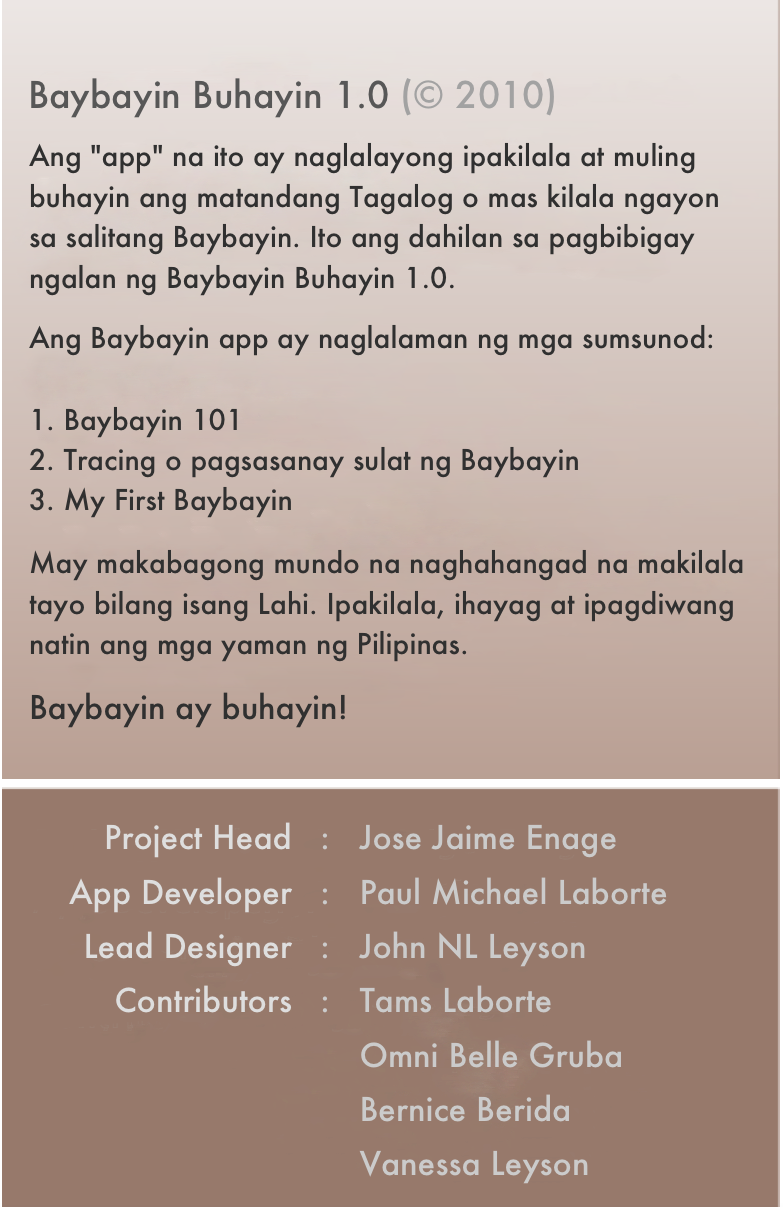 Baybayin Buhayin 1.0 (© 2010)
Ang "app" na ito ay naglalayong ipakilala at muling
buhayin ang matandang Tagalog o mas kilala ngayon
sa salitang Baybayin. Ito ang dahilan sa pagbibigay
ngalan ng Baybayin Buhayin 1.0.
Ang Baybayin app ay naglalaman ng mga sumsunod:
1. Baybayin 101
2. Tracing o pagsasanay sulat ng Baybayin
3. My First Baybayin
May makabagong mundo na naghahangad na makilala
tayo bilang isang Lahi. Ipakilala, ihayag at ipagdiwang
natin ang mga yaman ng Pilipinas.
Baybayin ay buhayin!
Project Head : Jose Jaime Enage
App Developer : Paul Michael Laborte
Lead Designer : John NL Leyson
Contributors : Tams Laborte
Omni Belle Gruba
Bernice Berida
Vanessa Leyson